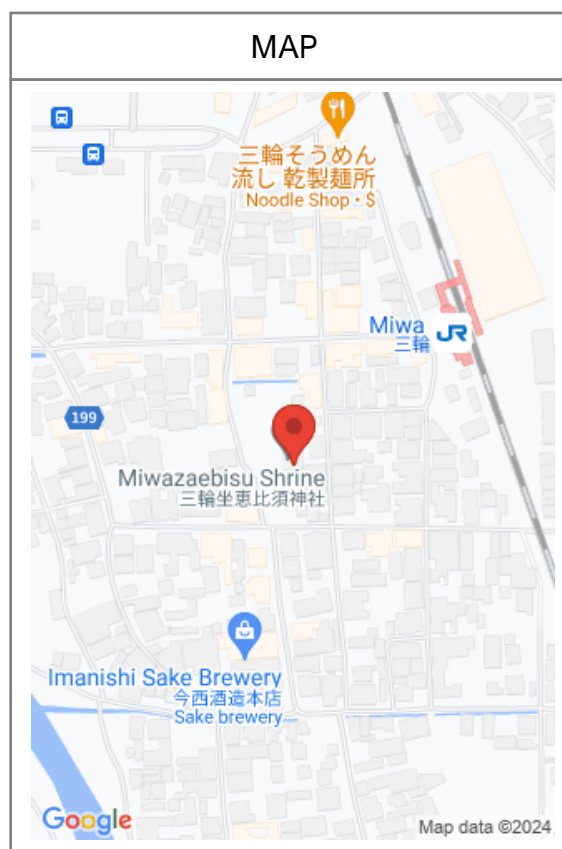 MAP
三輪そうめん
流し 乾製麺所
Noodle Shop • $
Miwa
三輪
JR
199
Miwazaebisu Shrine
三輪坐恵比須神社
Imanishi Sake Brewery
今西酒造本店
Sake brewery
Google
Map data ©2024